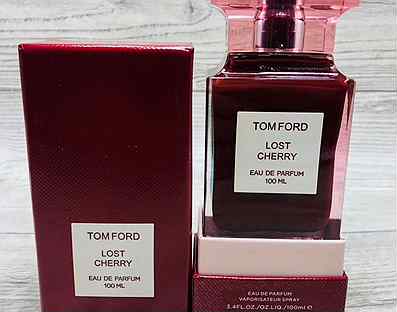 TOM FORD
LOST
CHERRY
EAU DE PARFUM
100 ML
TOM FORD
LOST
CHERRY
EAU DE PARFUM
100 ML
EAU DE PARFUM
VAPORISATEUR SPRAY
3.4FL.OZ./OZ.LIQ./100ml ℮